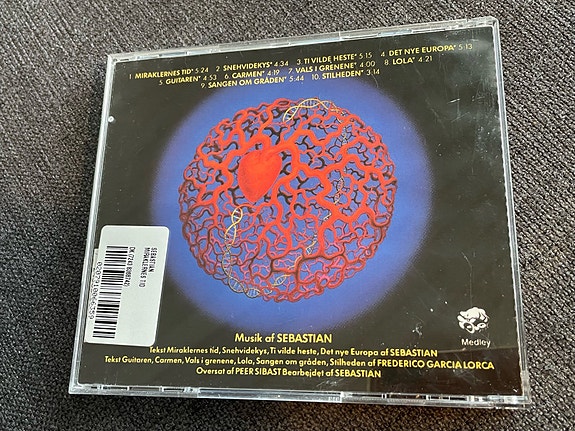 1 MIRAKLERNES TID* 5:24 2 SNEHVIDEKYS* 4:34 3 TI VILDE HESTE* 5:15 4 DET NYE EUROPA* 5:13
5 GUITAREN* 4:53 6. CARMEN* 4:19 7. VALS I GRENENE* 4:00 8. LOLA* 4:21
9. SANGEN OM GRÅDEN* 4:45 10. STILHEDEN* 3:14
SEBASTIAN
MIRAKLERNES TID
Musik af SEBASTIAN
Tekst Miraklernes tid, Snehvidekys, Ti vilde heste, Det nye Europa af SEBASTIAN
Tekst Guitaren, Carmen, Vals i grenene, Lola, Sangen om gråden, Stilheden af FREDERICO GARCIA LORCA
Oversat af PEER SIBAST Bearbejdet af SEBASTIAN
Medley